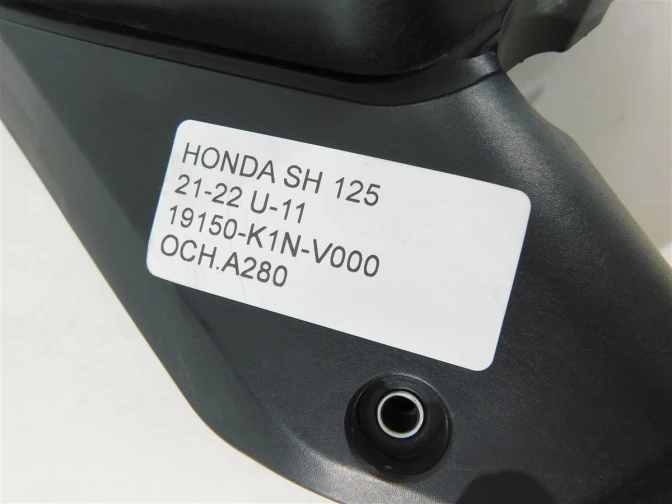 HONDA SH 125
21-22 U-11
19150-K1N-V000
OCH.A280